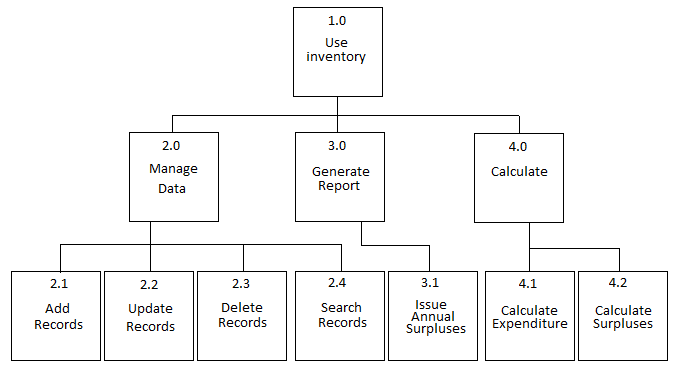 1.0
Use
inventory
2.0
Manage
Data
3.0
Generate
Report
4.0
Calculate
2.1
Add
Records
2.2
Update
Records
2.3
Delete
Records
2.4
Search
Records
3.1
Issue
Annual
Surpluses
4.1
Calculate
Expenditure
4.2
Calculate
Surpluses